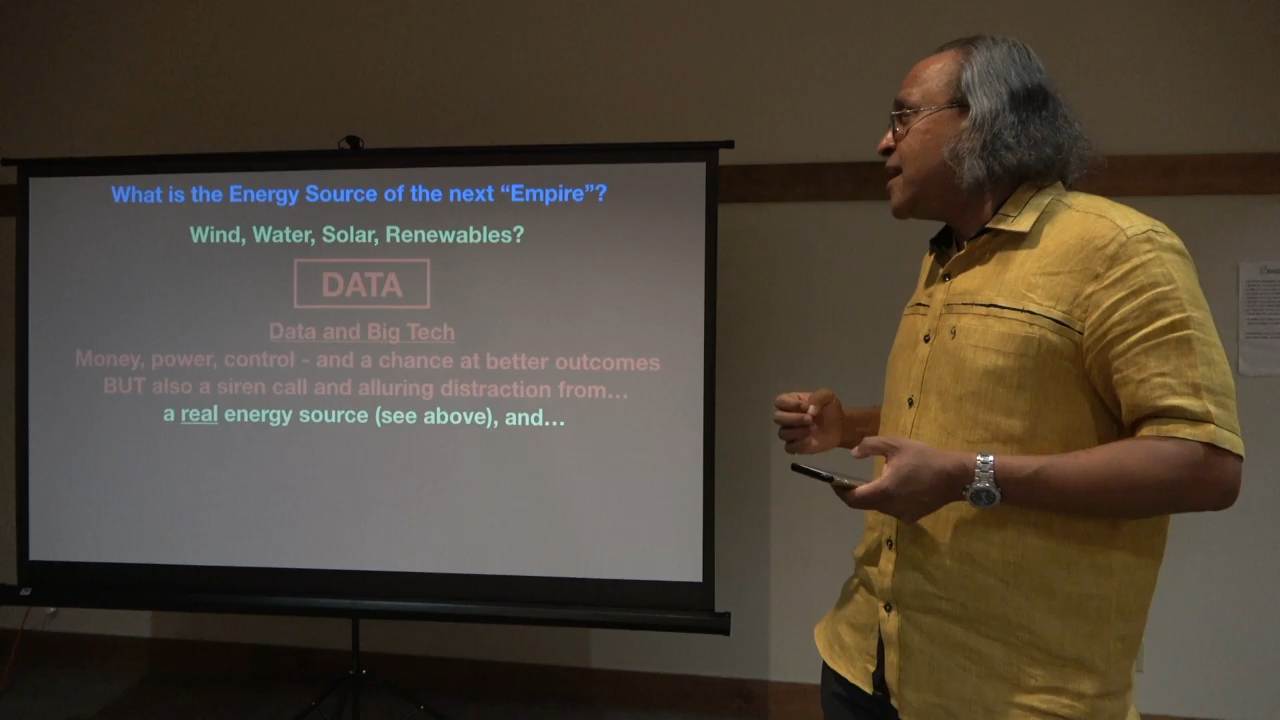 What is the Energy Source of the next “Empire”?
Wind, Water, Solar, Renewables?
DATA
Data and Big Tech
Money, power, control - and a chance at better outcomes
BUT also a siren call and alluring distraction from...
a real energy source (see above), and...